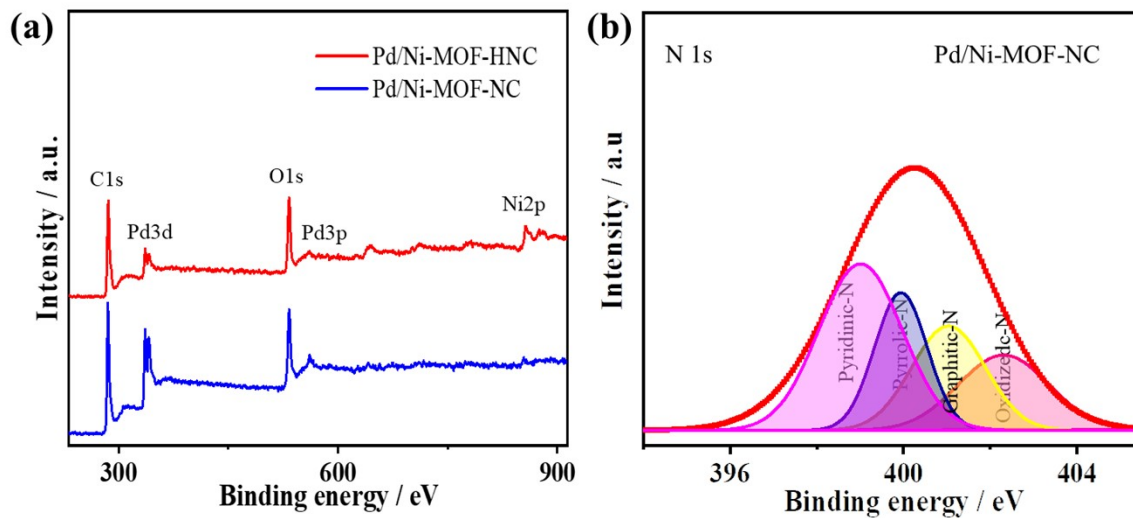 (a)
Pd/Ni-MOF-HNC
Pd/Ni-MOF-NC
C1s
Pd3d
O1s
Pd3p
Ni2p
Intensity / a.u.
300
600
900
Binding energy / eV
(b)
N 1s
Pd/Ni-MOF-NC
Intensity / a.u
Pyridinic-N
Pyrrolic-N
Graphitic-N
Oxidizedc-N
396
400
404
Binding energy / eV